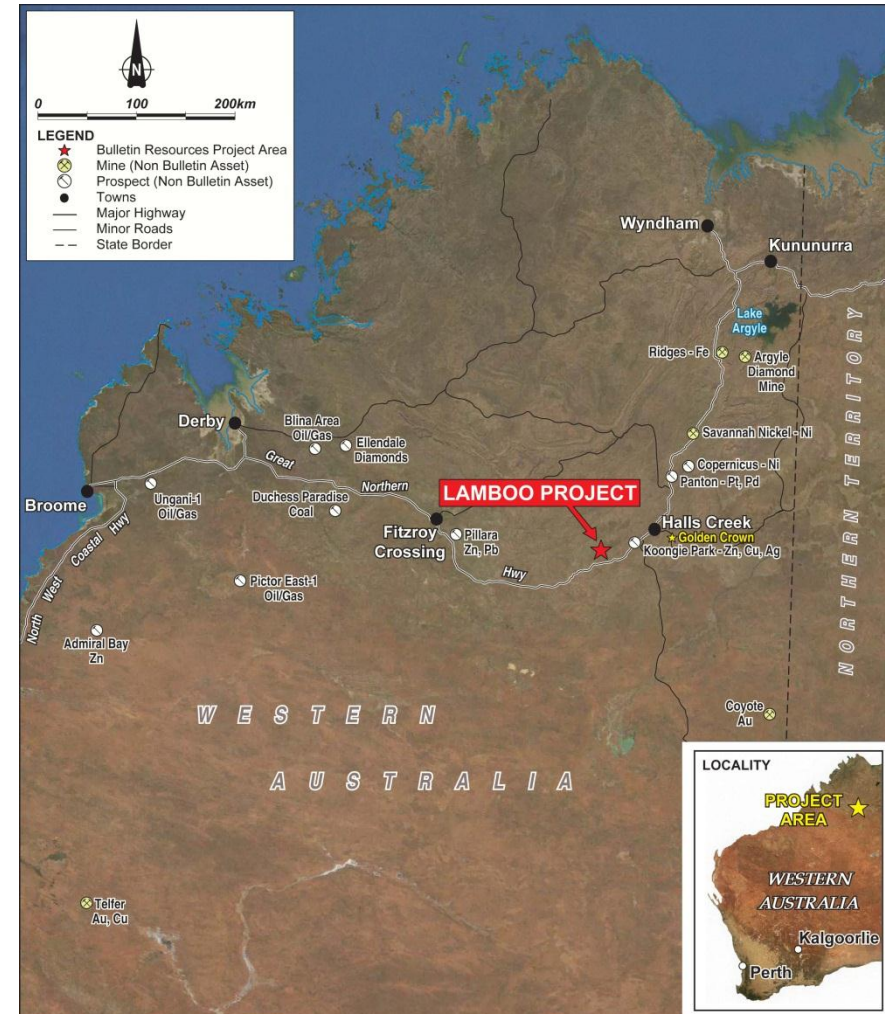 N
0 100 200km
LEGEND
Bulletin Resources Project Area
Mine (Non Bulletin Asset)
Prospect (Non Bulletin Asset)
Towns
Major Highway
Minor Roads
State Border
Wyndham
Kununurra
Lake
Argyle
Ridges - Fe
Argyle
Diamond
Mine
NORTHERN TERRITORY
Derby
Blina Area
Oil/Gas
Ellendale
Diamonds
Savannah Nickel - Ni
Copernicus - Ni
Panton - Pt, Pd
Great
Northern
Hwy
Broome
Ungani-1
Oil/Gas
Duchess Paradise
Coal
LAMBOO PROJECT
Fitzroy
Crossing
Pillara
Zn, Pb
Halls Creek
Golden Crown
Koongie Park - Zn, Cu, Ag
North West Coastal Hwy
Pictor East-1
Oil/Gas
Admiral Bay
Zn
WESTERN
AUSTRALIA
Coyote
Au
Telfer
Au, Cu
LOCALITY
PROJECT
AREA
WESTERN
AUSTRALIA
Kalgoorlie
Perth